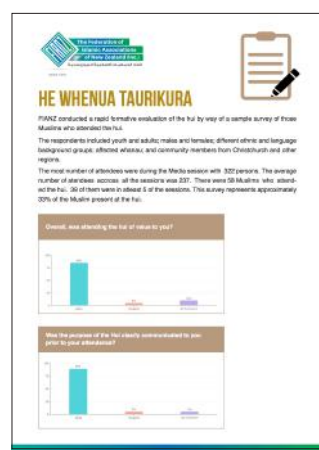 The Federation of
Islamic Associations
of New Zealand (Inc.)
HE WHENUA TAURIKURA
FIANZ conducted a rapid formative evaluation of the hui by way of a sample survey of those
Muslims who attended the hui.
The respondents included youth and adults; males and females; different ethnic and language
background groups; affected whanau; and community members from Christchurch and other
regions.
The most number of attendees were during the Media session with 322 persons. The average
number of atendees accross all the sessions was 237. There were 58 Muslims who attend-
ed the hui. 39 of them were in atleast 5 of the sessions. This survey represents approximately
33% of the Muslim present at the hui.
Overall, was attending the hui of value to you?
Was the purpose of the Hui clearly communicated to you
prior to your attendance?